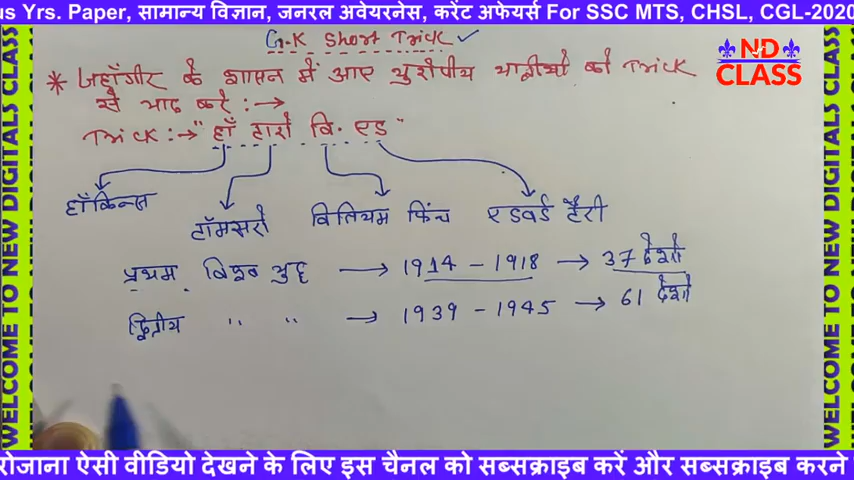 us Yrs. Paper, सामान्य विज्ञान, जनरल अवेयरनेस, करेंट अफेयर्स For SSC MTS, CHSL, CGL-2020
G.K Short Trick ✓
ND
CLASS
* जहाँगीर के शासन में आए युरोपीय यात्रीयो को Trick
से याद करे :→
Trick :→ "हाँ टारो वि. एड"
हॉकिन्स
टॉमसरो विलियम फिंच एडवर्ड टैरी
प्रथम विश्व युद्ध → 1914 - 1918 → 37 देशो
द्वितीय " " → 1939 - 1945 → 61 देशो
WELCOME TO NEW DIGITALS CLASS
WELCOME TO NEW DIGITALS CLASS
रोजाना ऐसी वीडियो देखने के लिए इस चैनल को सब्सक्राइब करें और सब्सक्राइब करने